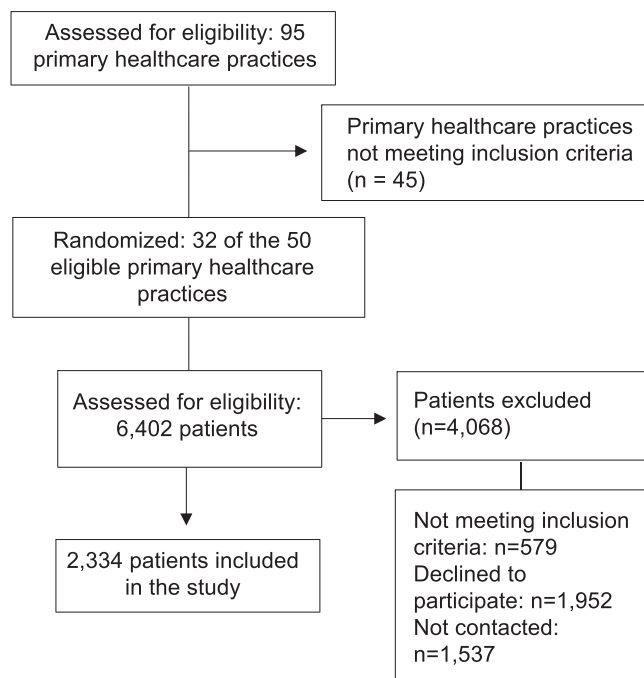 Assessed for eligibility: 95
primary healthcare practices
Primary healthcare practices
not meeting inclusion criteria
(n = 45)
Randomized: 32 of the 50
eligible primary healthcare
practices
Assessed for eligibility:
6,402 patients
Patients excluded
(n=4,068)
2,334 patients included
in the study
Not meeting inclusion
criteria: n=579
Declined to
participate: n=1,952
Not contacted:
n=1,537